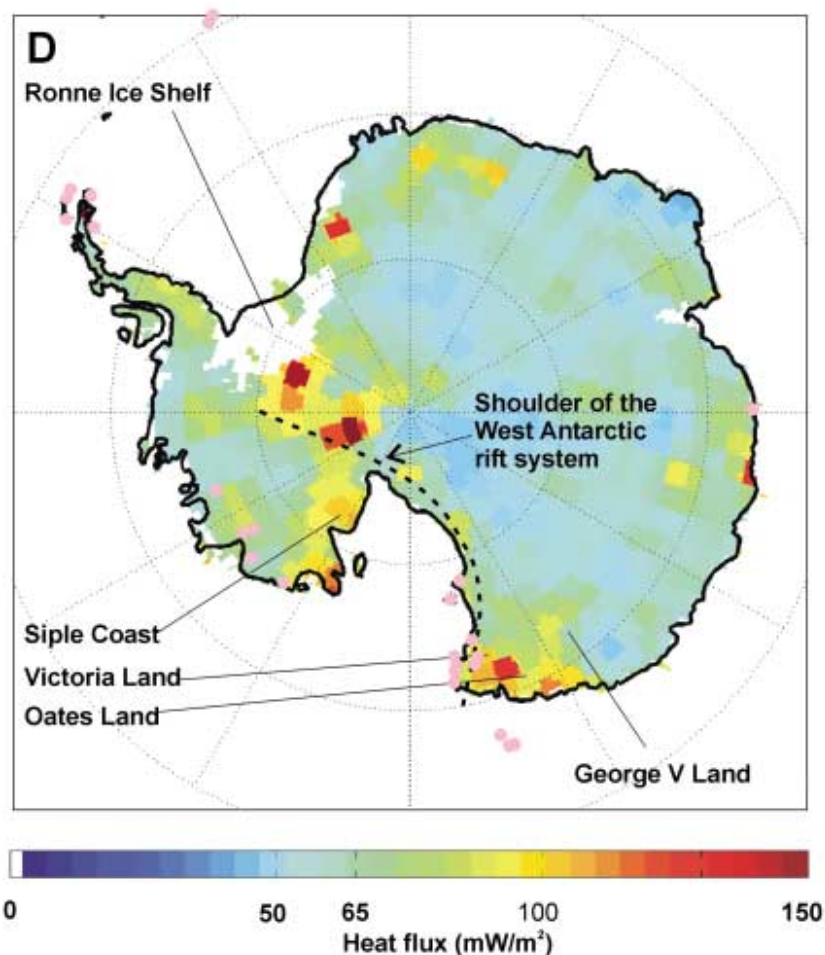 D
Ronne Ice Shelf
Shoulder of the
West Antarctic
rift system
Siple Coast
Victoria Land
Oates Land
George V Land
0 50 65 100 150
Heat flux (mW/m²)